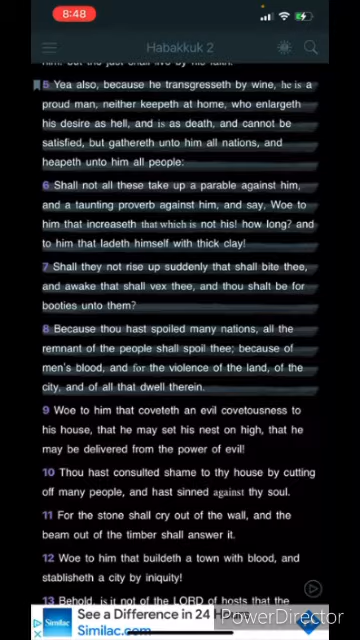 8:48
Habakkuk 2
him: but the just shall live by his faith.
5 Yea also, because he transgresseth by wine, he is a
proud man, neither keepeth at home, who enlargeth
his desire as hell, and is as death, and cannot be
satisfied, but gathereth unto him all nations, and
heapeth unto him all people:
6 Shall not all these take up a parable against him,
and a taunting proverb against him, and say, Woe to
him that increaseth that which is not his! how long? and
to him that ladeth himself with thick clay!
7 Shall they not rise up suddenly that shall bite thee,
and awake that shall vex thee, and thou shalt be for
booties unto them?
8 Because thou hast spoiled many nations, all the
remnant of the people shall spoil thee; because of
men's blood, and for the violence of the land, of the
city, and of all that dwell therein.
9 Woe to him that coveteth an evil covetousness to
his house, that he may set his nest on high, that he
may be delivered from the power of evil!
10 Thou hast consulted shame to thy house by cutting
off many people, and hast sinned against thy soul.
11 For the stone shall cry out of the wall, and the
beam out of the timber shall answer it.
12 Woe to him that buildeth a town with blood, and
stablisheth a city by iniquity!
13 Behold, is it not of the LORD of hosts that the
Similac
See a Difference in 24
Similac.com
PowerDirector